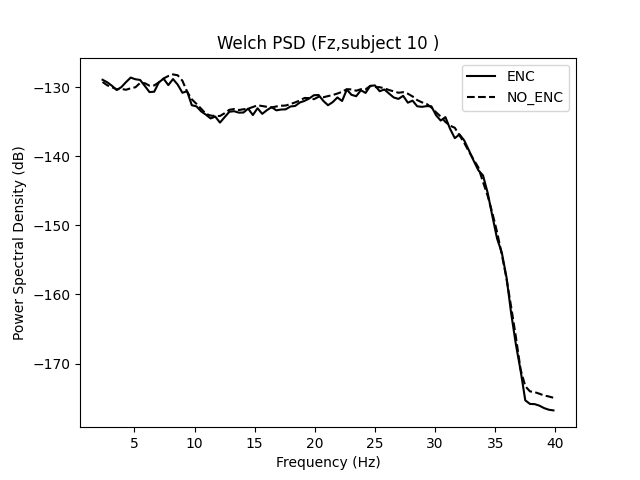 Welch PSD (Fz,subject 10 )
ENC
NO_ENC
Power Spectral Density (dB)
−130
−140
−150
−160
−170
5 10 15 20 25 30 35 40
Frequency (Hz)